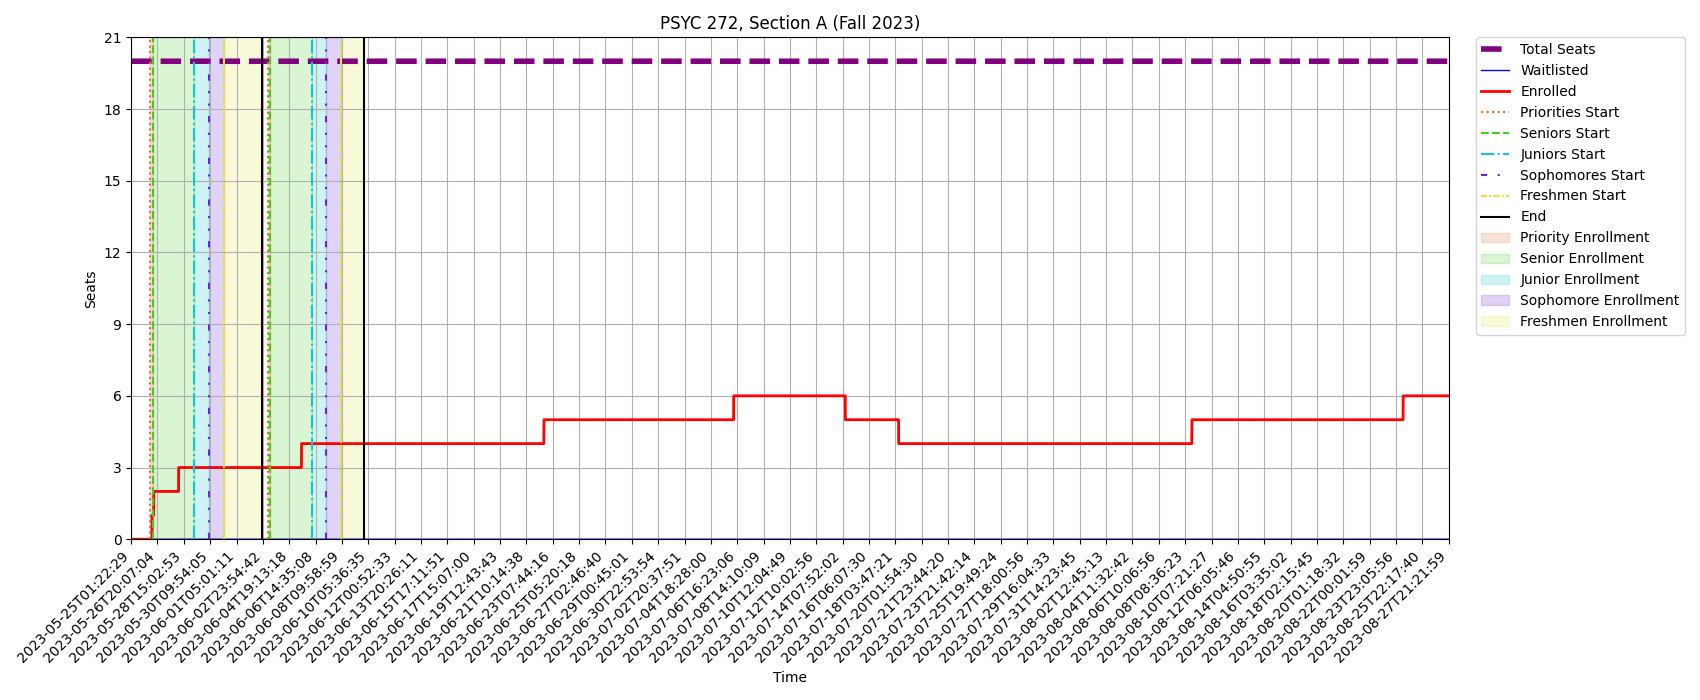 PSYC 272, Section A (Fall 2023)
Seats
21
18
15
12
9
6
3
0
2023-05-25T01:22:29
2023-05-26T20:07:04
2023-05-28T15:02:53
2023-05-30T09:54:05
2023-06-01T05:01:11
2023-06-02T23:54:42
2023-06-04T19:13:18
2023-06-06T14:35:08
2023-06-08T09:58:59
2023-06-10T05:36:35
2023-06-12T00:52:33
2023-06-13T20:26:11
2023-06-15T17:11:51
2023-06-17T15:07:00
2023-06-19T12:43:43
2023-06-21T10:14:38
2023-06-23T07:44:16
2023-06-25T05:20:18
2023-06-27T02:46:40
2023-06-29T00:45:01
2023-06-30T22:53:54
2023-07-02T20:37:51
2023-07-04T18:28:00
2023-07-06T16:23:06
2023-07-08T14:10:09
2023-07-10T12:04:49
2023-07-12T10:02:56
2023-07-14T07:52:02
2023-07-16T06:07:30
2023-07-18T03:47:21
2023-07-20T01:54:30
2023-07-21T23:44:20
2023-07-23T21:42:14
2023-07-25T19:49:24
2023-07-27T18:00:56
2023-07-29T16:04:33
2023-07-31T14:23:45
2023-08-02T12:45:13
2023-08-04T11:32:42
2023-08-06T10:06:56
2023-08-08T08:36:23
2023-08-10T07:21:27
2023-08-12T06:05:46
2023-08-14T04:50:55
2023-08-16T03:35:02
2023-08-18T02:15:45
2023-08-20T01:18:32
2023-08-22T00:01:59
2023-08-23T23:05:56
2023-08-25T22:17:40
2023-08-27T21:21:59
Time
Total Seats
Waitlisted
Enrolled
Priorities Start
Seniors Start
Juniors Start
Sophomores Start
Freshmen Start
End
Priority Enrollment
Senior Enrollment
Junior Enrollment
Sophomore Enrollment
Freshmen Enrollment